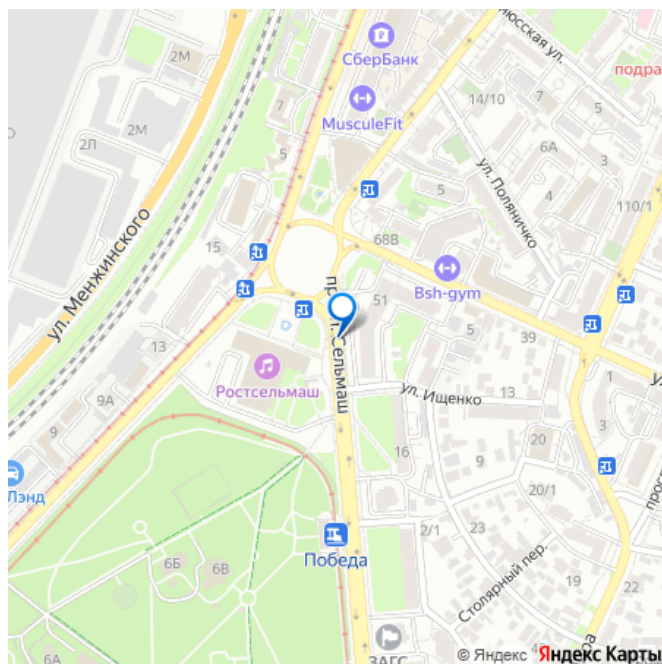 2М
2М
2Л
СберБанк
MusculeFit
14/10
7
6А
подра
7
5
3
5
5
ул. Поляничко
110/1
ул. Менжинского
15
68В
Bsh-gym
51
39
5
13
пр-т Сельмаш
Ростсельмаш
ул. Ищенко
13
1
3
9А
9
16
9
20
Лэнд
20/1
прос
Победа
2/1
23
6Б
6В
Столярный пер.
19
22
6А
ЗАГС
© Яндекс Яндекс Карты